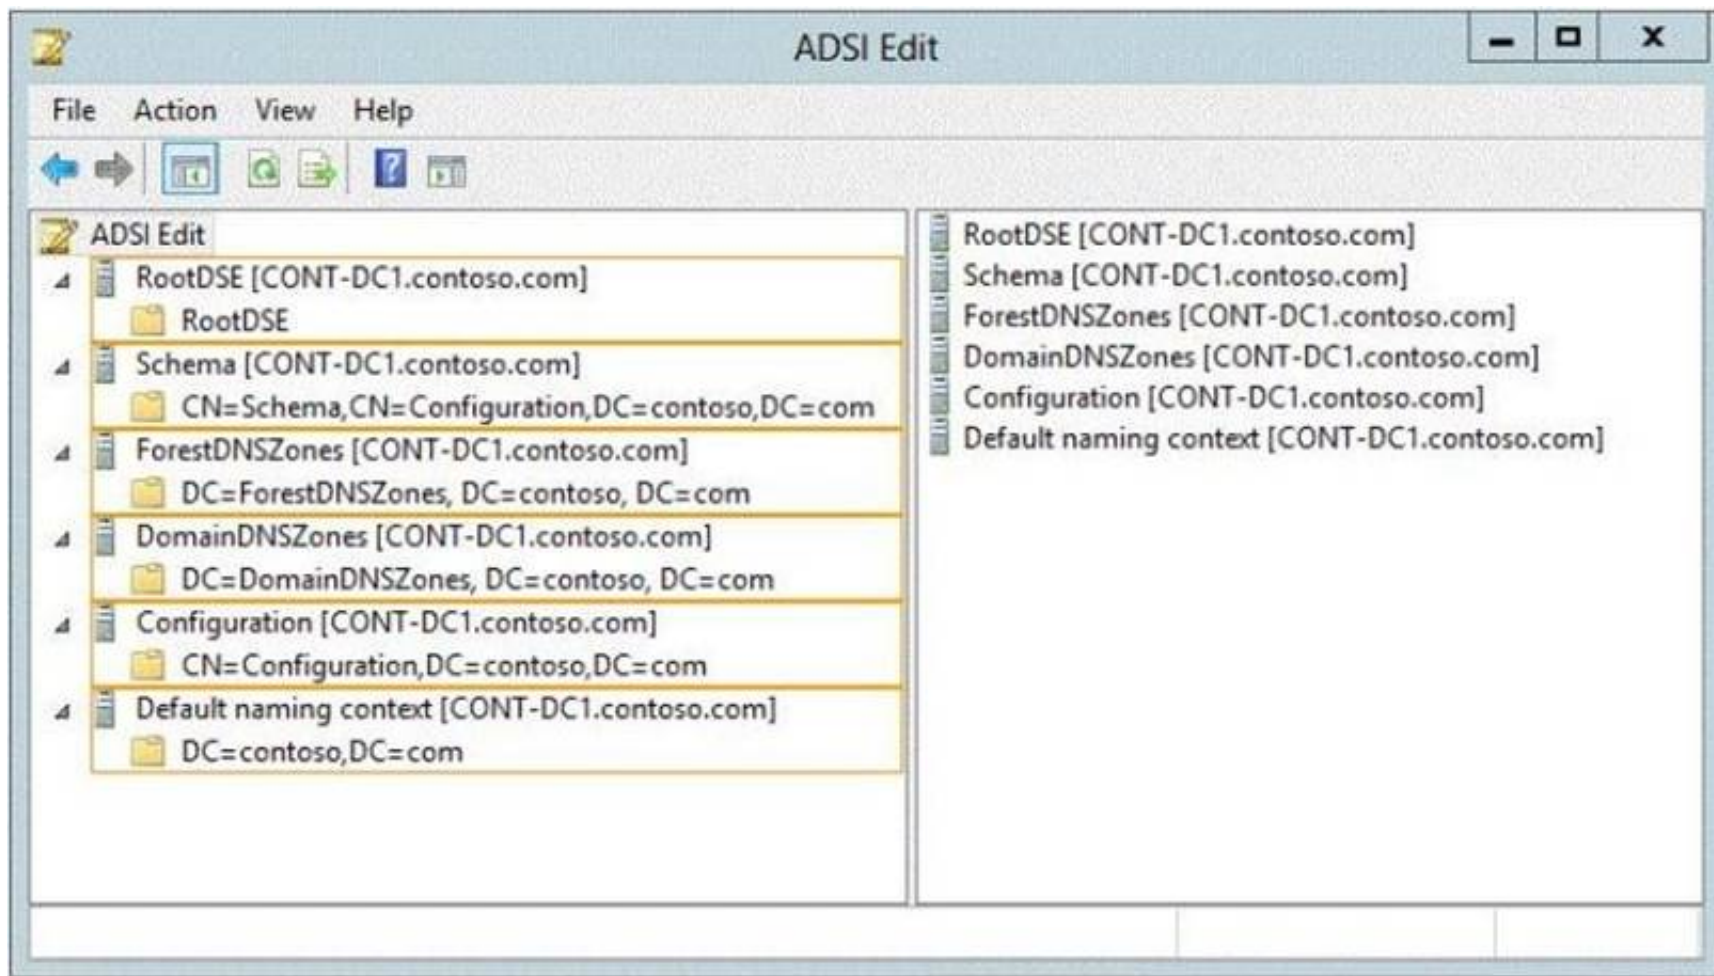 ADSI Edit
File Action View Help
ADSI Edit
RootDSE [CONT-DC1.contoso.com]
RootDSE
Schema [CONT-DC1.contoso.com]
CN=Schema,CN=Configuration,DC=contoso,DC=com
ForestDNSZones [CONT-DC1.contoso.com]
DC=ForestDNSZones, DC=contoso, DC=com
DomainDNSZones [CONT-DC1.contoso.com]
DC=DomainDNSZones, DC=contoso, DC=com
Configuration [CONT-DC1.contoso.com]
CN=Configuration,DC=contoso,DC=com
Default naming context [CONT-DC1.contoso.com]
DC=contoso,DC=com
RootDSE [CONT-DC1.contoso.com]
Schema [CONT-DC1.contoso.com]
ForestDNSZones [CONT-DC1.contoso.com]
DomainDNSZones [CONT-DC1.contoso.com]
Configuration [CONT-DC1.contoso.com]
Default naming context [CONT-DC1.contoso.com]